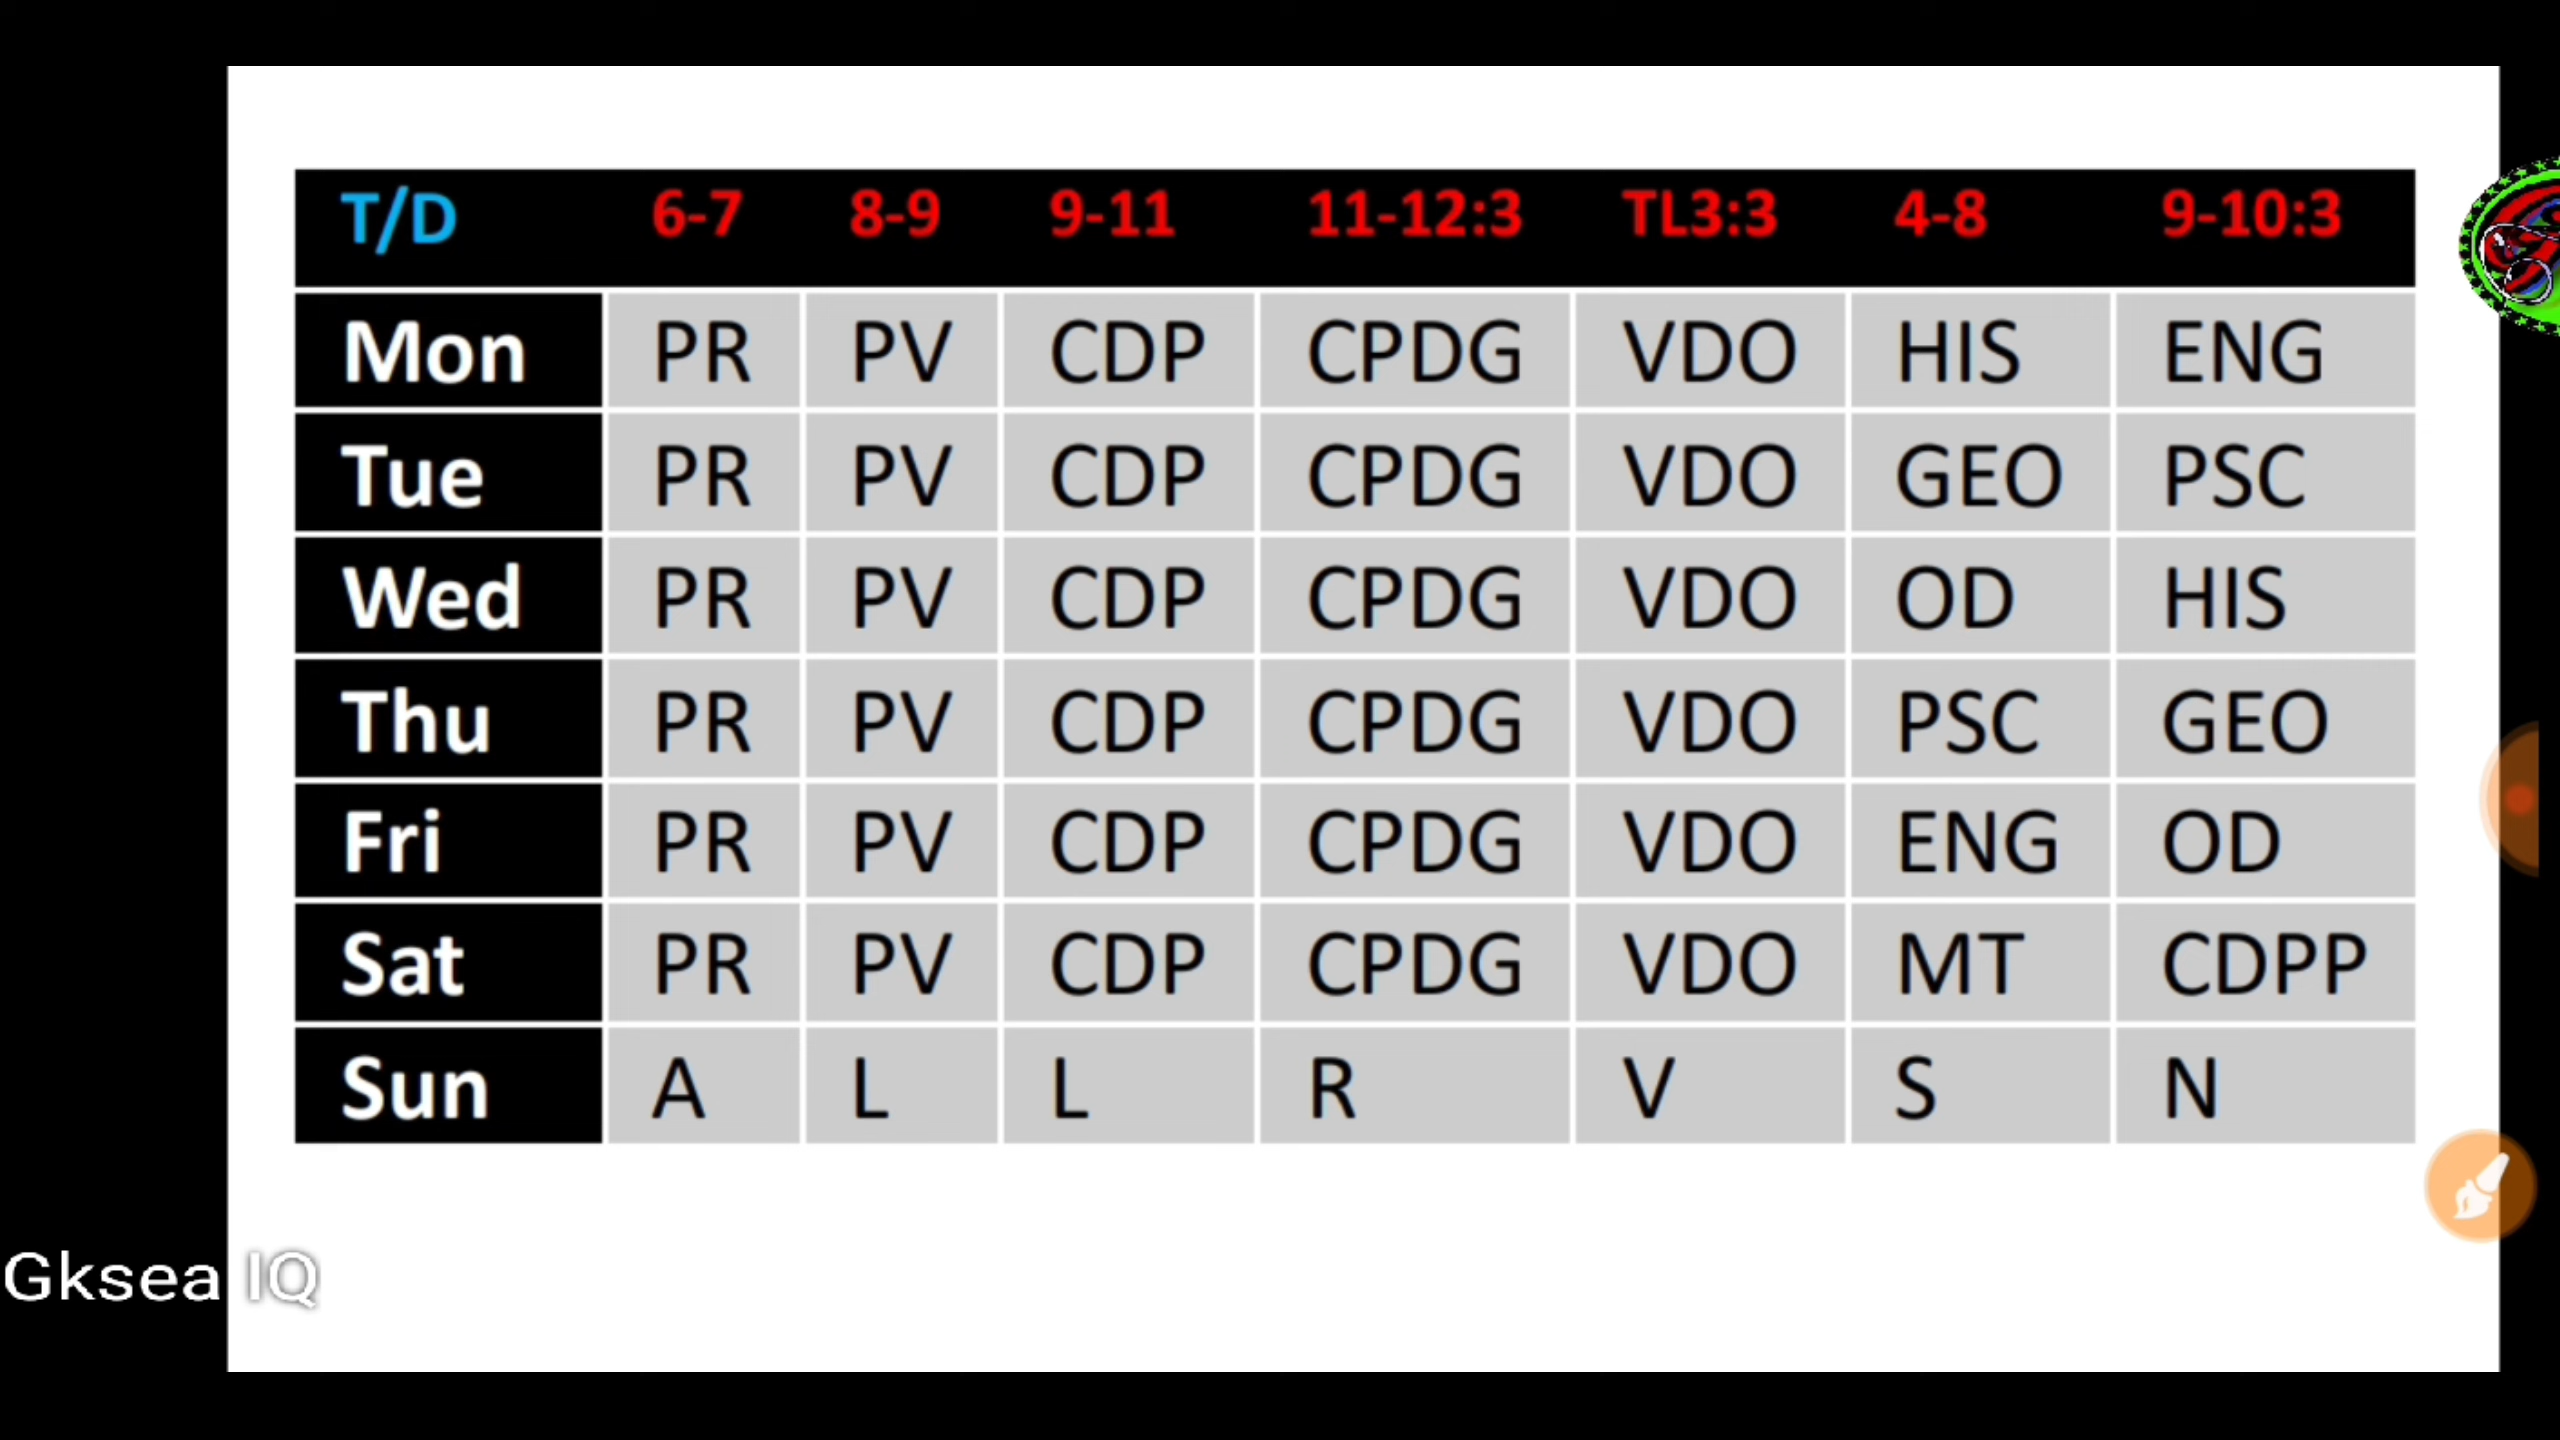 T/D 6-7 8-9 9-11 11-12:3 TL3:3 4-8 9-10:3
Mon PR PV CDP CPDG VDO HIS ENG
Tue PR PV CDP CPDG VDO GEO PSC
Wed PR PV CDP CPDG VDO OD HIS
Thu PR PV CDP CPDG VDO PSC GEO
Fri PR PV CDP CPDG VDO ENG OD
Sat PR PV CDP CPDG VDO MT CDPP
Sun A L L R V S N
Gksea IQ